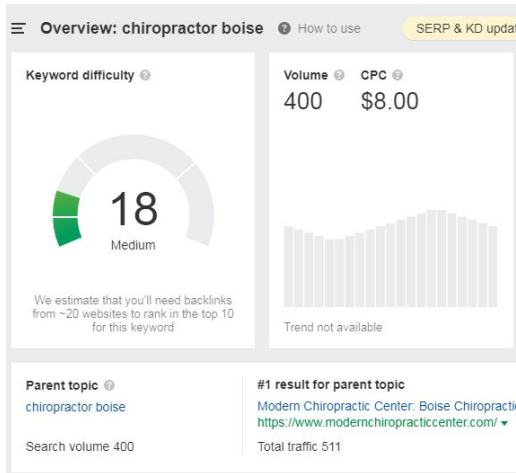 Overview: chiropractor boise
How to use
SERP & KD updat
Keyword difficulty
18
Medium
We estimate that you'll need backlinks
from ~20 websites to rank in the top 10
for this keyword
Volume CPC
400 $8.00
Trend not available
Parent topic
chiropractor boise
Search volume 400
#1 result for parent topic
Modern Chiropractic Center: Boise Chiropracti
https://www.modernchiropracticcenter.com/
Total traffic 511